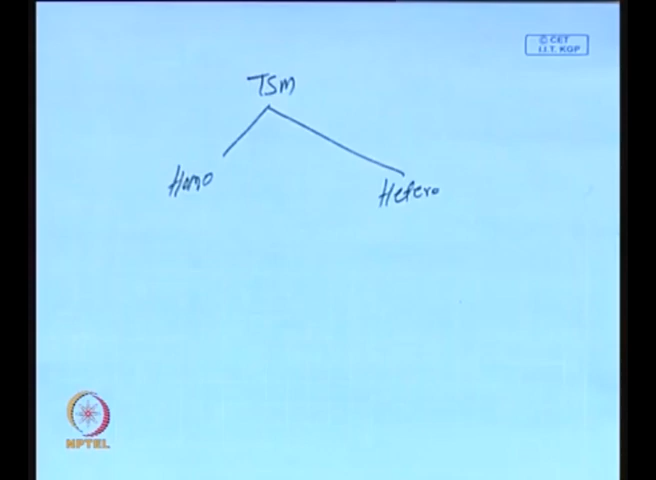 © CET
I.I.T. KGP
TSM
Homo
Hetero
NPTEL